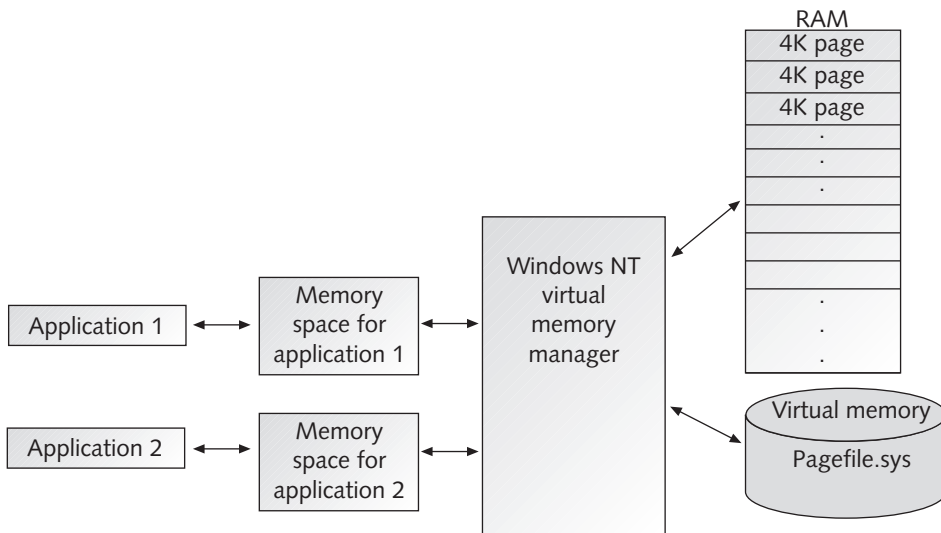 RAM
4K page
4K page
4K page
.
.
.
.
.
.
Windows NT
virtual
memory
manager
Application 1
Memory
space for
application 1
Application 2
Memory
space for
application 2
Virtual memory
Pagefile.sys